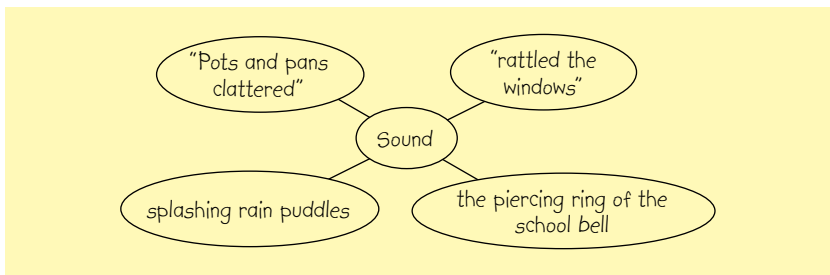 "Pots and pans
clattered"
"rattled the
windows"
Sound
splashing rain puddles
the piercing ring of the
school bell